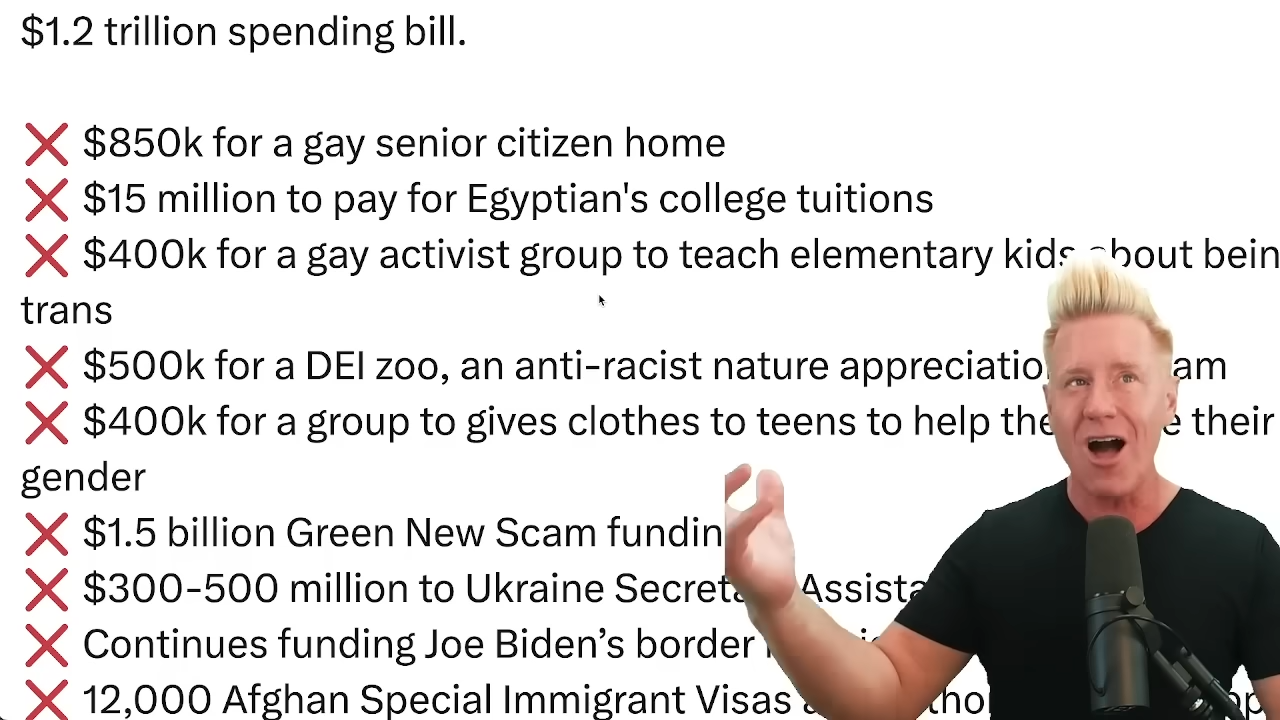 $1.2 trillion spending bill.
❌ $850k for a gay senior citizen home
❌ $15 million to pay for Egyptian's college tuitions
❌ $400k for a gay activist group to teach elementary kids about bein
trans
❌ $500k for a DEI zoo, an anti-racist nature appreciatio am
❌ $400k for a group to gives clothes to teens to help the e their
gender
❌ $1.5 billion Green New Scam fundin
❌ $300-500 million to Ukraine Assista
❌ Continues funding Joe Biden's border
❌ 12,000 Afghan Special Immigrant Visas